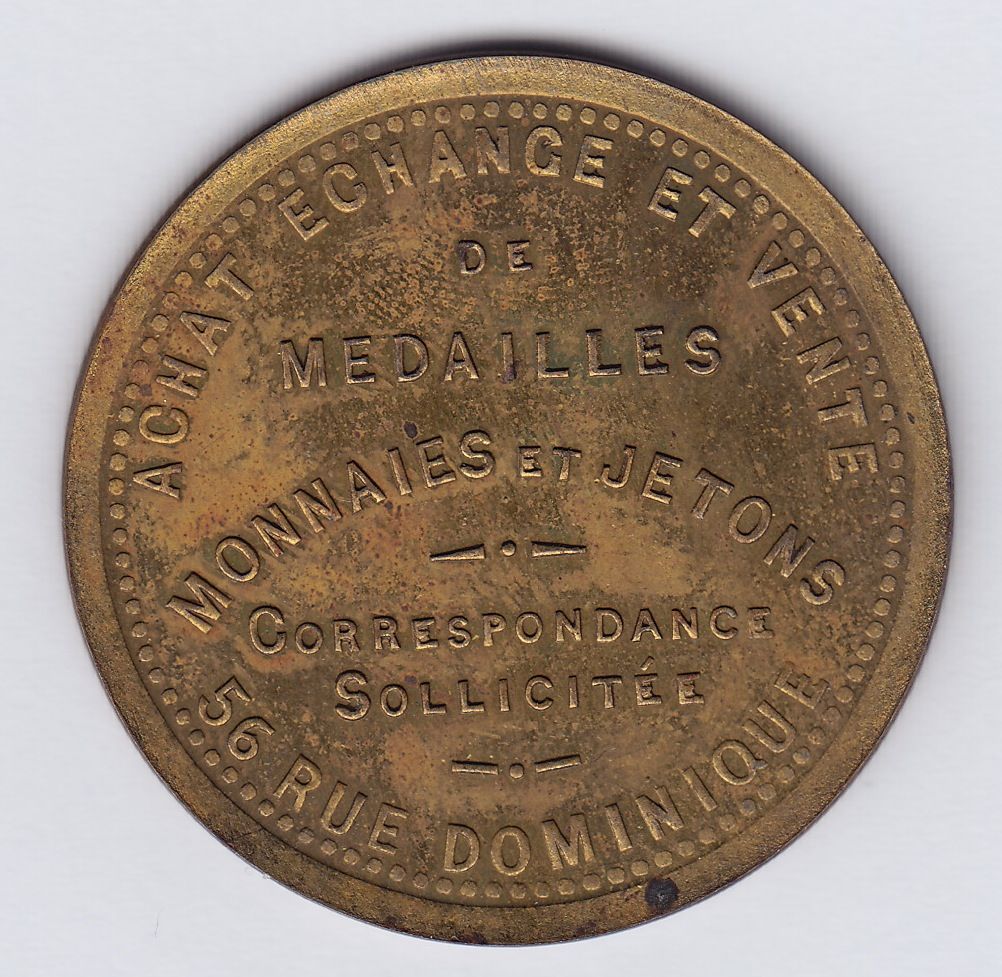 ACHAT ECHANGE ET VENTE
DE
MEDAILLES
MONNAIES ET JETONS
CORRESPONDANCE
SOLLICITÉE
56 RUE DOMINIQUE